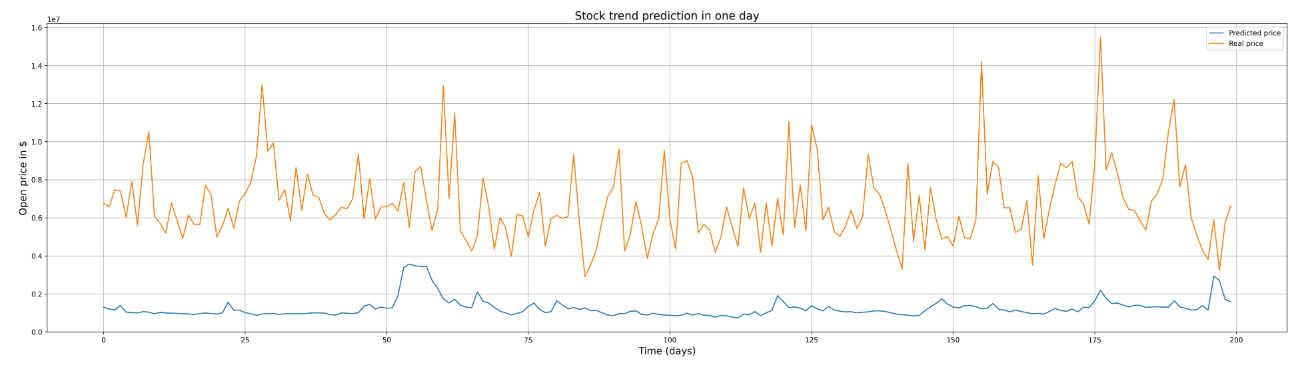 Stock trend prediction in one day
1e7
Predicted price
Real price
1.6
1.4
1.2
1.0
0.8
0.6
0.4
0.2
0.0
Open price in $
0 25 50 75 100 125 150 175 200
Time (days)